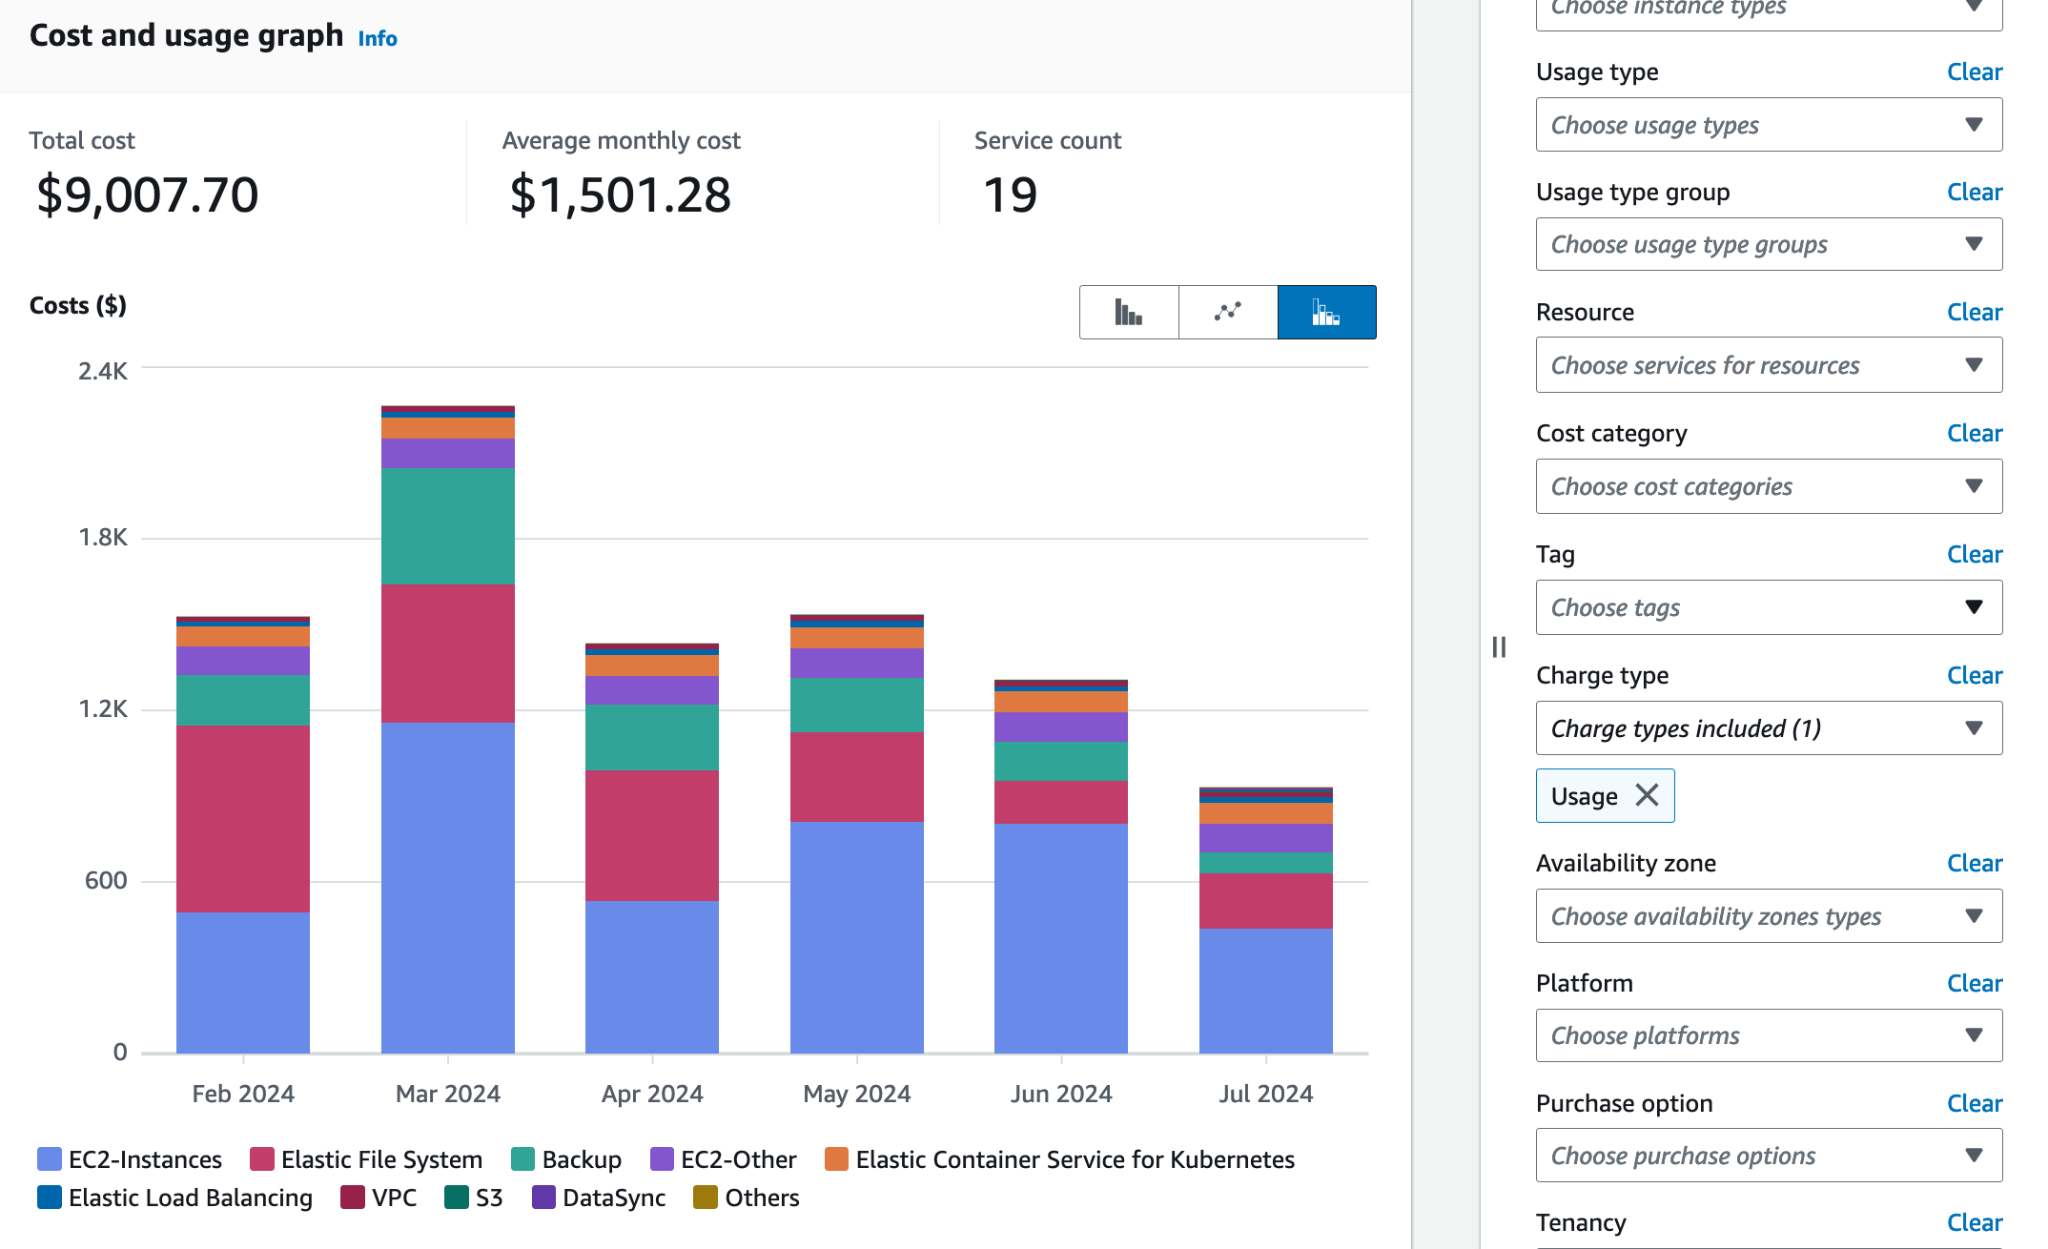 Cost and usage graph Info
Total cost
$9,007.70
Average monthly cost
$1,501.28
Service count
19
Costs ($)
2.4K
1.8K
1.2K
600
0
Feb 2024 Mar 2024 Apr 2024 May 2024 Jun 2024 Jul 2024
EC2-Instances Elastic File System Backup EC2-Other Elastic Container Service for Kubernetes
Elastic Load Balancing VPC S3 DataSync Others
Choose instance types
Usage type Clear
Choose usage types
Usage type group Clear
Choose usage type groups
Resource Clear
Choose services for resources
Cost category Clear
Choose cost categories
Tag Clear
Choose tags
Charge type Clear
Charge types included (1)
Usage
Availability zone Clear
Choose availability zones types
Platform Clear
Choose platforms
Purchase option Clear
Choose purchase options
Tenancy Clear